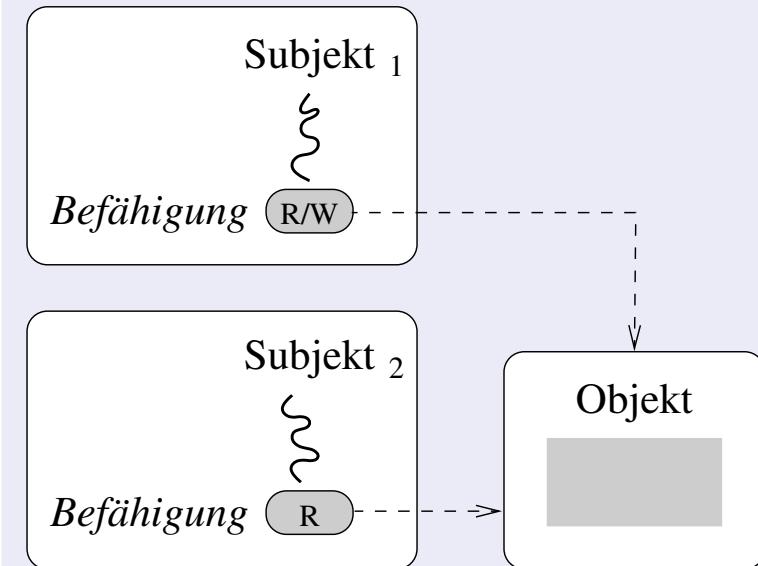 Subjekt 1
Befähigung R/W
Subjekt 2
Objekt
Befähigung R